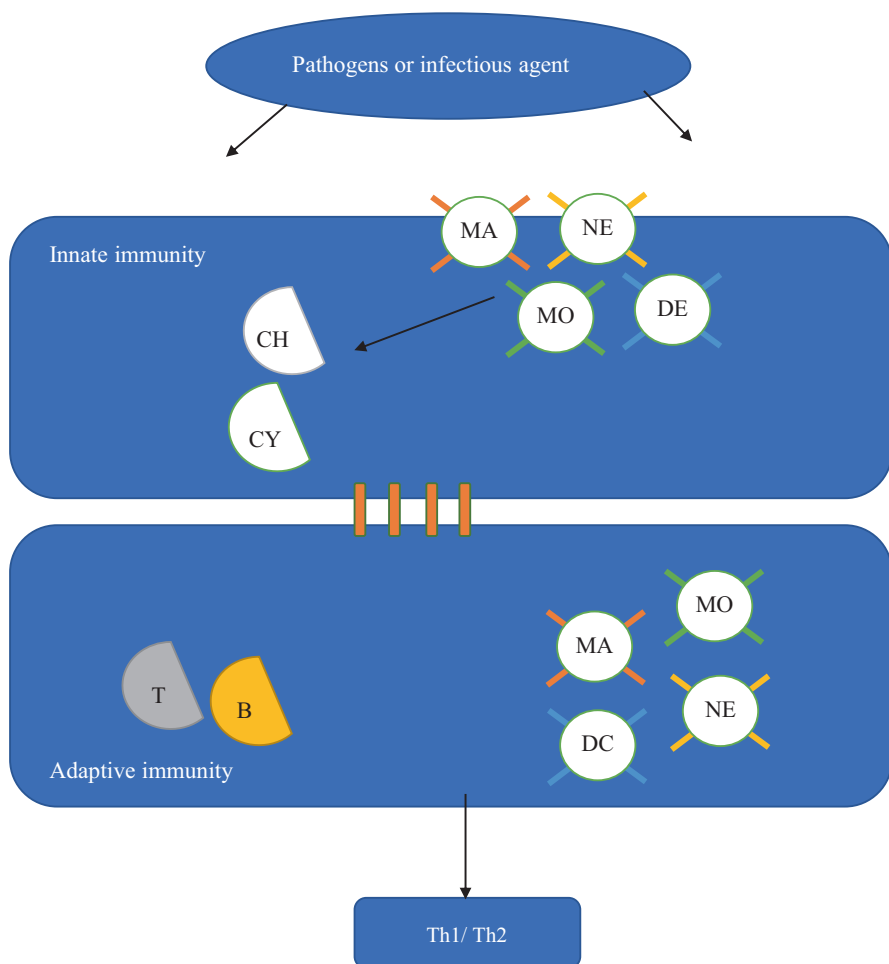 Pathogens or infectious agent
Innate immunity
MA
NE
MO
DE
CH
CY
MO
MA
T
B
NE
DC
Adaptive immunity
Th1/ Th2